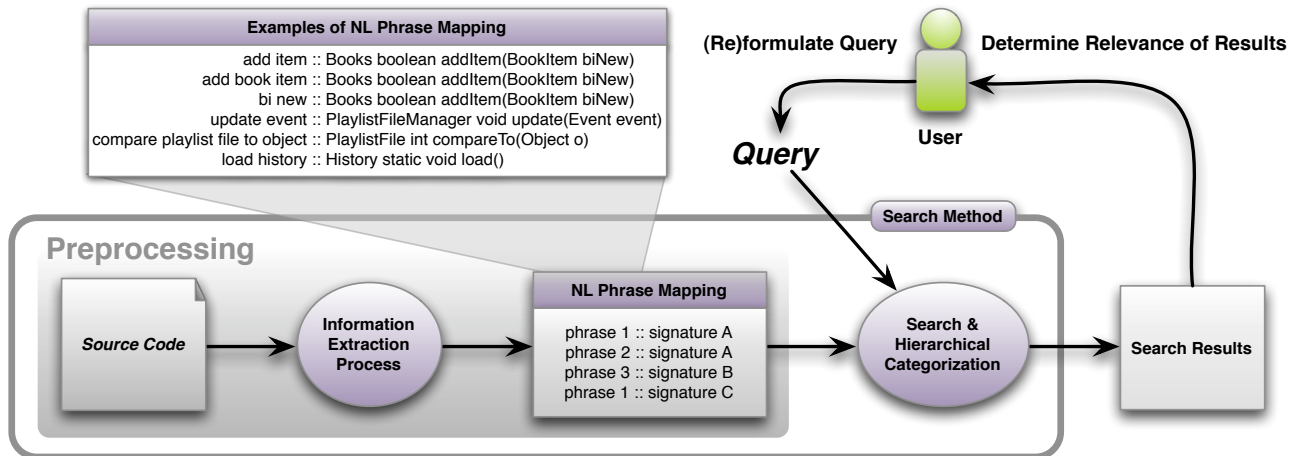 Examples of NL Phrase Mapping
add item :: Books boolean addItem(BookItem biNew)
add book item :: Books boolean addItem(BookItem biNew)
bi new :: Books boolean addItem(BookItem biNew)
update event :: PlaylistFileManager void update(Event event)
compare playlist file to object :: PlaylistFile int compareTo(Object o)
load history :: History static void load()
(Re)formulate Query
Determine Relevance of Results
User
Query
Search Method
Preprocessing
Source Code
Information
Extraction
Process
NL Phrase Mapping
phrase 1 :: signature A
phrase 2 :: signature A
phrase 3 :: signature B
phrase 1 :: signature C
Search &
Hierarchical
Categorization
Search Results